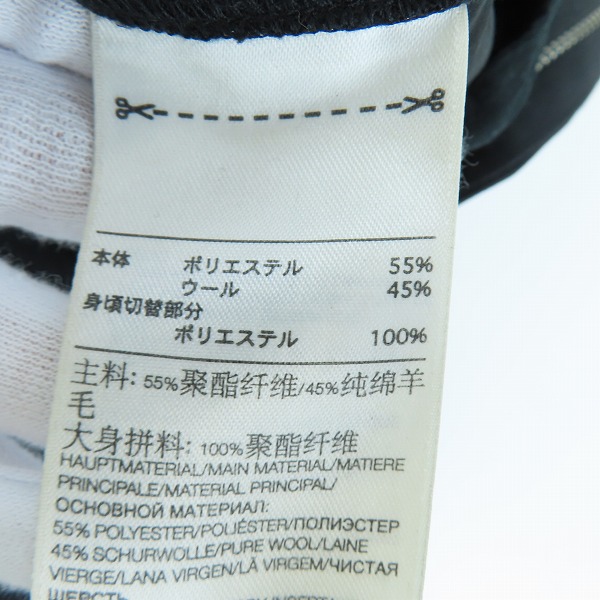 本体 ポリエステル 55%
ウール 45%
身頃切替部分
ポリエステル 100%
主料: 55%聚酯纤维/45%纯绵羊
毛
大身拼料: 100%聚酯纤维
HAUPTMATERIAL/MAIN MATERIAL/MATIERE
PRINCIPALE/MATERIAL PRINCIPAL/
ОСНОВНОЙ МАТЕРИАЛ:
55% POLYESTER/POLIÉSTER/ПОЛИЭСТЕР
45% SCHURWOLLE/PURE WOOL/LAINE
VIERGE/LANA VIRGEN/LÃ VIRGEM/ЧИСТАЯ
ШЕРСТЬ